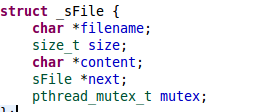 struct _sFile {
    char *filename;
    size_t size;
    char *content;
    sFile *next;
    pthread_mutex_t mutex;
};